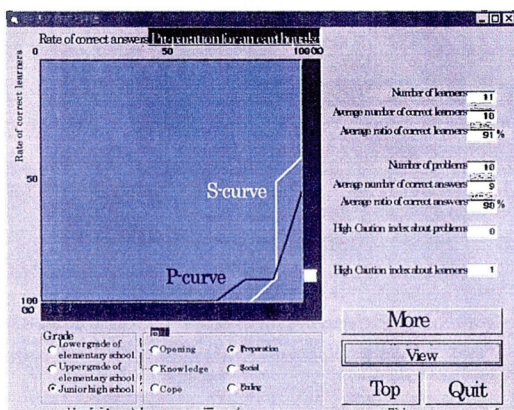 Rate of correct answers Preparation for an earthquake
0 50 100(%)
Rate of correct learners
50
100
(%)
S-curve
P-curve
Number of learners 11
Average number of correct learners 10
Average ratio of correct learners 91 %
Number of problems 10
Average number of correct answers 9
Average ratio of correct answers 90 %
High Caution index about problems 0
High Caution index about learners 1
Grade
Lower grade of
elementary school
Upper grade of
elementary school
Junior high school
Opening Preparation
Knowledge Social
Cope Ending
More
View
Top Quit